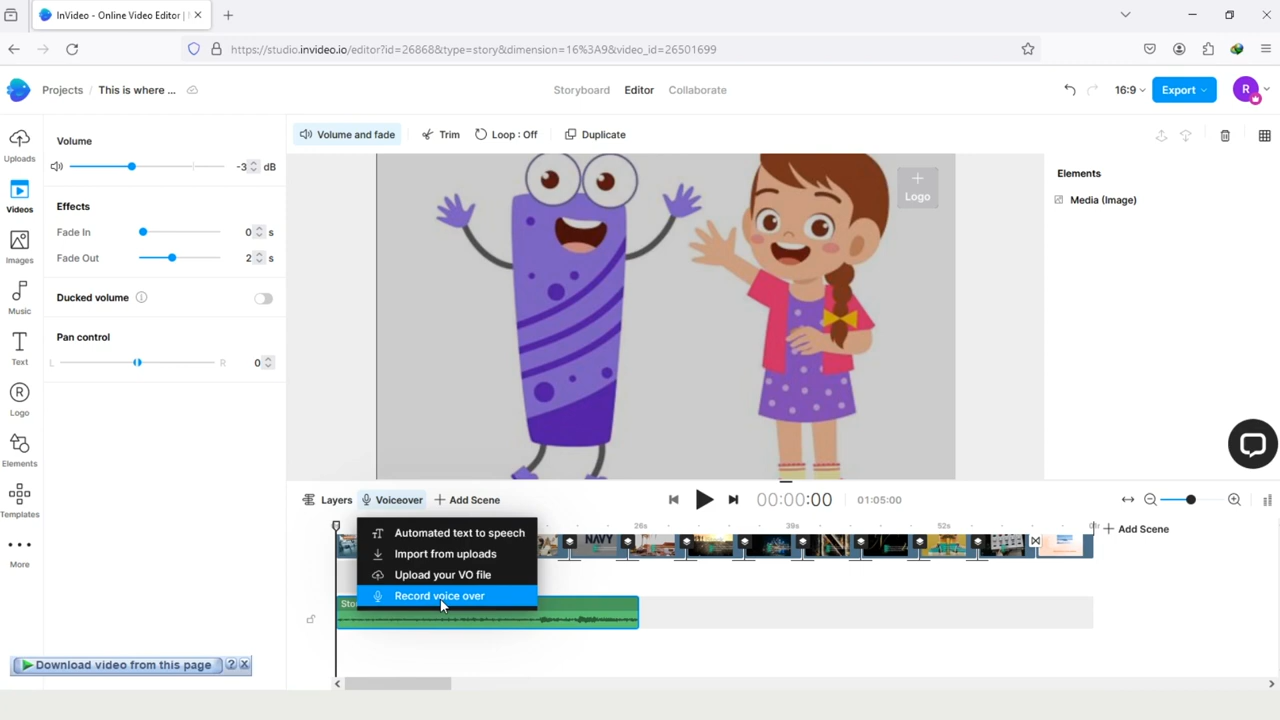 InVideo - Online Video Editor |
https://studio.invideo.io/editor?id=26868&type=story&dimension=16%3A9&video_id=26501699
Projects / This is where ...
Storyboard
Editor
Collaborate
16:9
Export
R
Uploads
Videos
Images
Music
Text
Logo
Elements
Templates
More
Volume
-3 dB
Effects
Fade In 0 s
Fade Out 2 s
Ducked volume
Pan control
L R 0
Volume and fade
Trim
Loop : Off
Duplicate
+
Logo
Elements
Media (Image)
Layers
Voiceover
+ Add Scene
00:00:00
01:05:00
26s
39s
52s
+ Add Scene
Automated text to speech
Import from uploads
Upload your VO file
Record voice over
NAVY
Download video from this page ? X